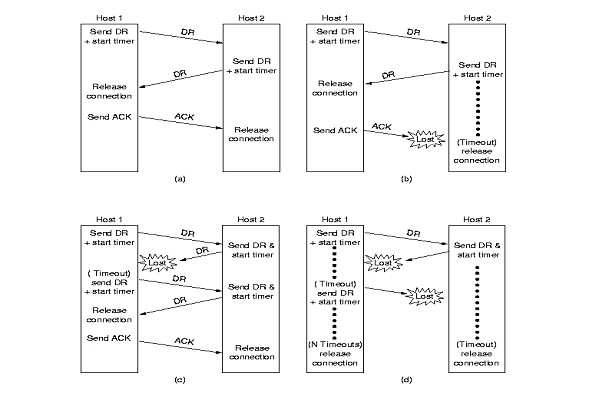 Host 1
Host 2
Send DR
+ start timer
DR
Send DR
+ start timer
DR
Release
connection
Send ACK
ACK
Release
connection
(a)
Host 1
Host 2
Send DR
+ start timer
DR
Send DR
+ start timer
DR
Release
connection
Send ACK
ACK
Lost
(Timeout)
release
connection
(b)
Host 1
Host 2
Send DR
+ start timer
DR
Send DR &
start timer
DR
Lost
( Timeout)
send DR
+ start timer
DR
Send DR &
start timer
DR
Release
connection
Send ACK
ACK
Release
connection
(c)
Host 1
Host 2
Send DR
+ start timer
DR
Send DR &
start timer
Lost
( Timeout)
send DR
+ start timer
Lost
(N Timeouts)
release
connection
(Timeout)
release
connection
(d)